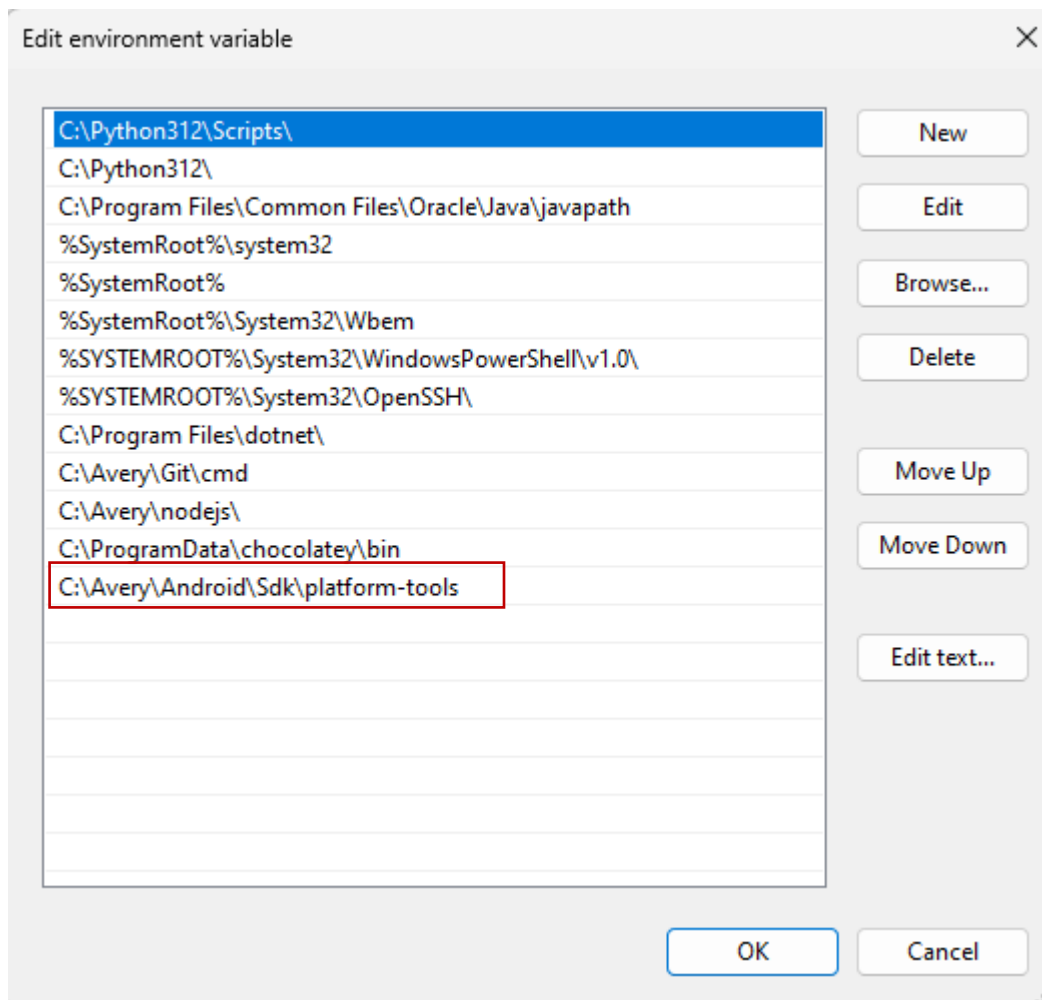 Edit environment variable
C:\Python312\Scripts\
New
C:\Python312\
C:\Program Files\Common Files\Oracle\Java\javapath
Edit
%SystemRoot%\system32
%SystemRoot%
Browse...
%SystemRoot%\System32\Wbem
%SYSTEMROOT%\System32\WindowsPowerShell\v1.0\
Delete
%SYSTEMROOT%\System32\OpenSSH\
C:\Program Files\dotnet\
C:\Avery\Git\cmd
Move Up
C:\Avery\nodejs\
C:\ProgramData\chocolatey\bin
Move Down
C:\Avery\Android\Sdk\platform-tools
Edit text...
OK
Cancel